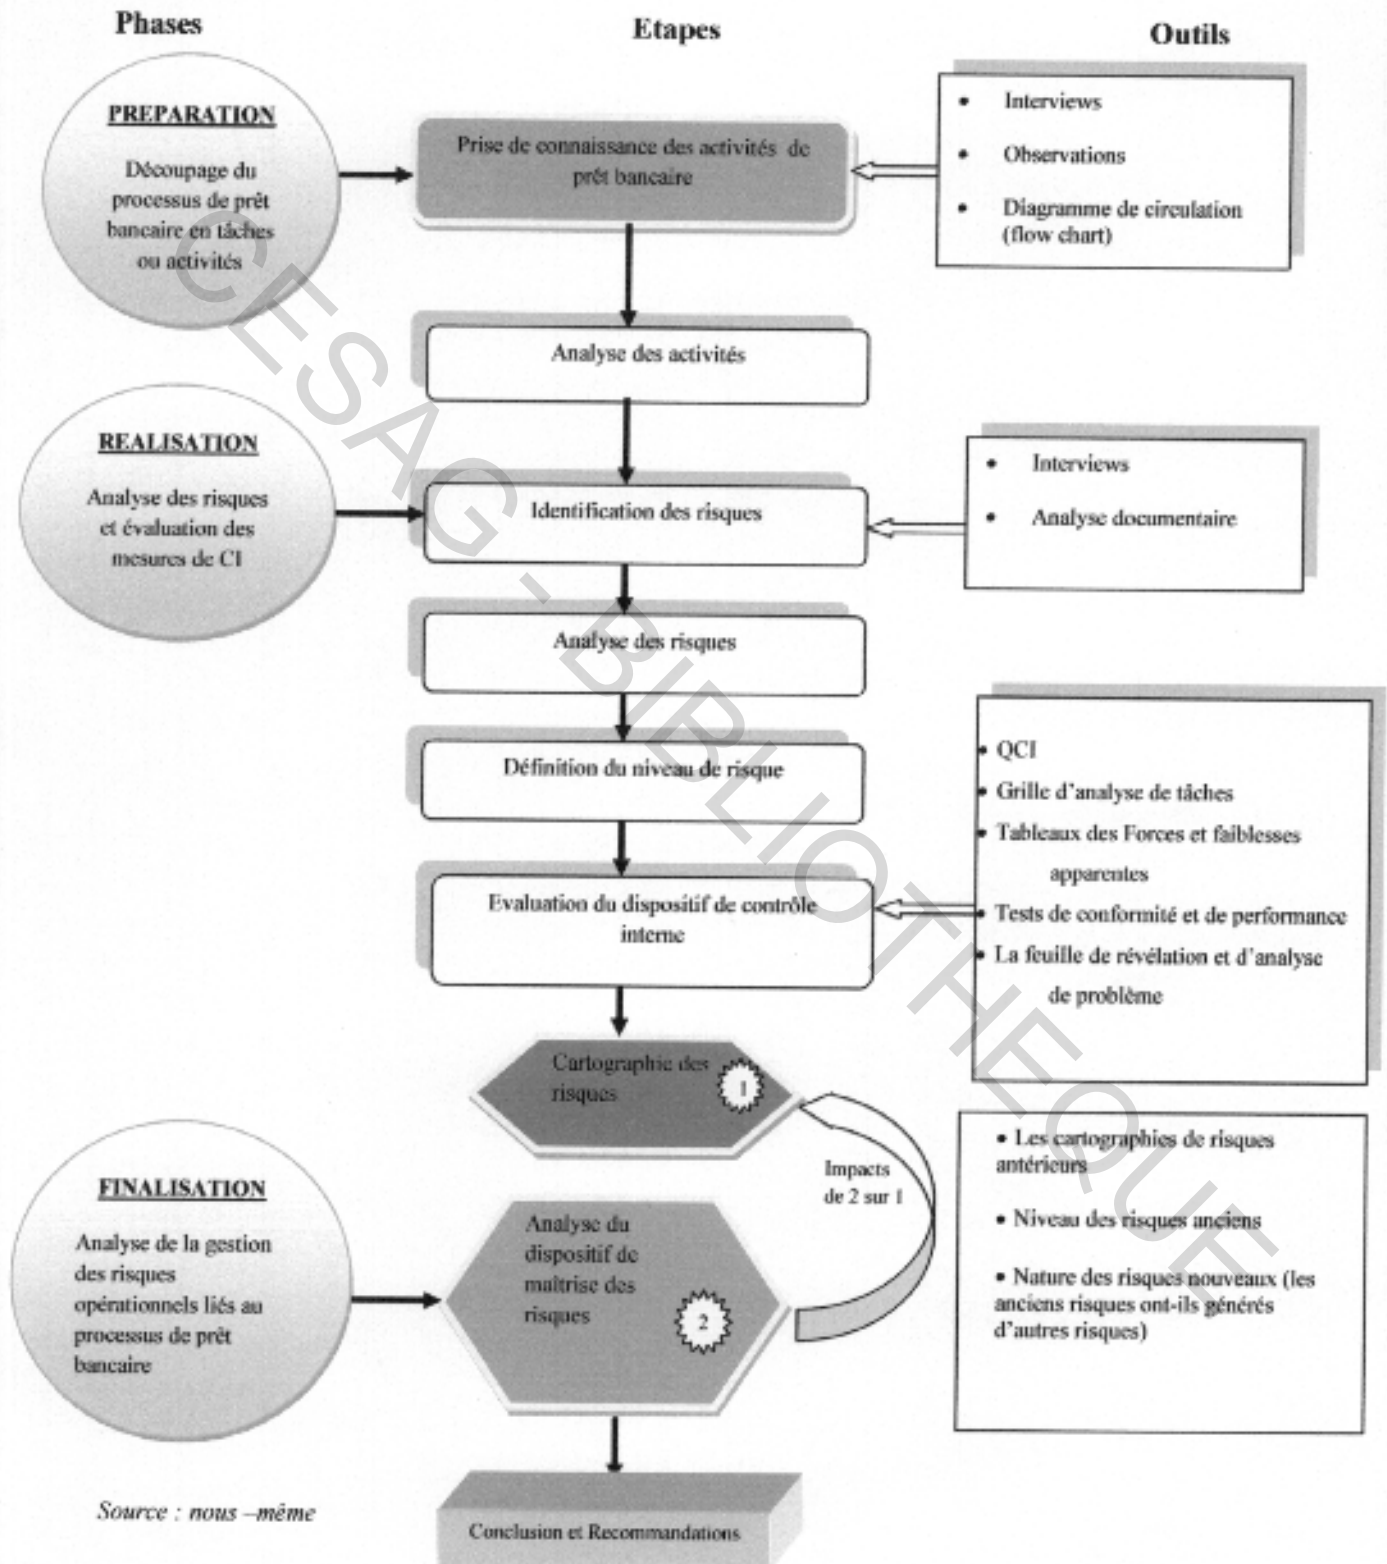 Phases
Etapes
Outils
PREPARATION
Découpage du
processus de prêt
bancaire en tâches
ou activités
Prise de connaissance des activités de
prêt bancaire
• Interviews
• Observations
• Diagramme de circulation
(flow chart)
Analyse des activités
REALISATION
Analyse des risques
et évaluation des
mesures de CI
Identification des risques
• Interviews
• Analyse documentaire
Analyse des risques
Définition du niveau de risque
Evaluation du dispositif de contrôle
interne
• QCI
• Grille d'analyse de tâches
• Tableaux des Forces et faiblesses
apparentes
• Tests de conformité et de performance
• La feuille de révélation et d'analyse
de problème
Cartographie des
risques
1
Impacts
de 2 sur 1
FINALISATION
Analyse de la gestion
des risques
opérationnels liés au
processus de prêt
bancaire
Analyse du
dispositif de
maîtrise des
risques
2
• Les cartographies de risques
antérieurs
• Niveau des risques anciens
• Nature des risques nouveaux (les
anciens risques ont-ils générés
d'autres risques)
Conclusion et Recommandations
Source : nous –même
CESAG - BIBLIOTHEQUE